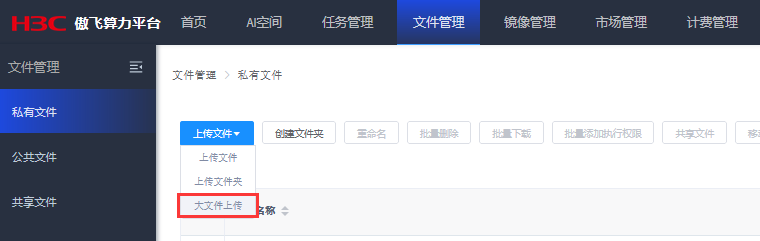 H3C 傲飞算力平台 首页 AI空间 任务管理 文件管理 镜像管理 市场管理 计费管理
文件管理
私有文件
公共文件
共享文件
文件管理 > 私有文件
上传文件 创建文件夹 重命名 批量删除 批量下载 批量添加执行权限 共享文件
上传文件
上传文件夹
大文件上传
名称